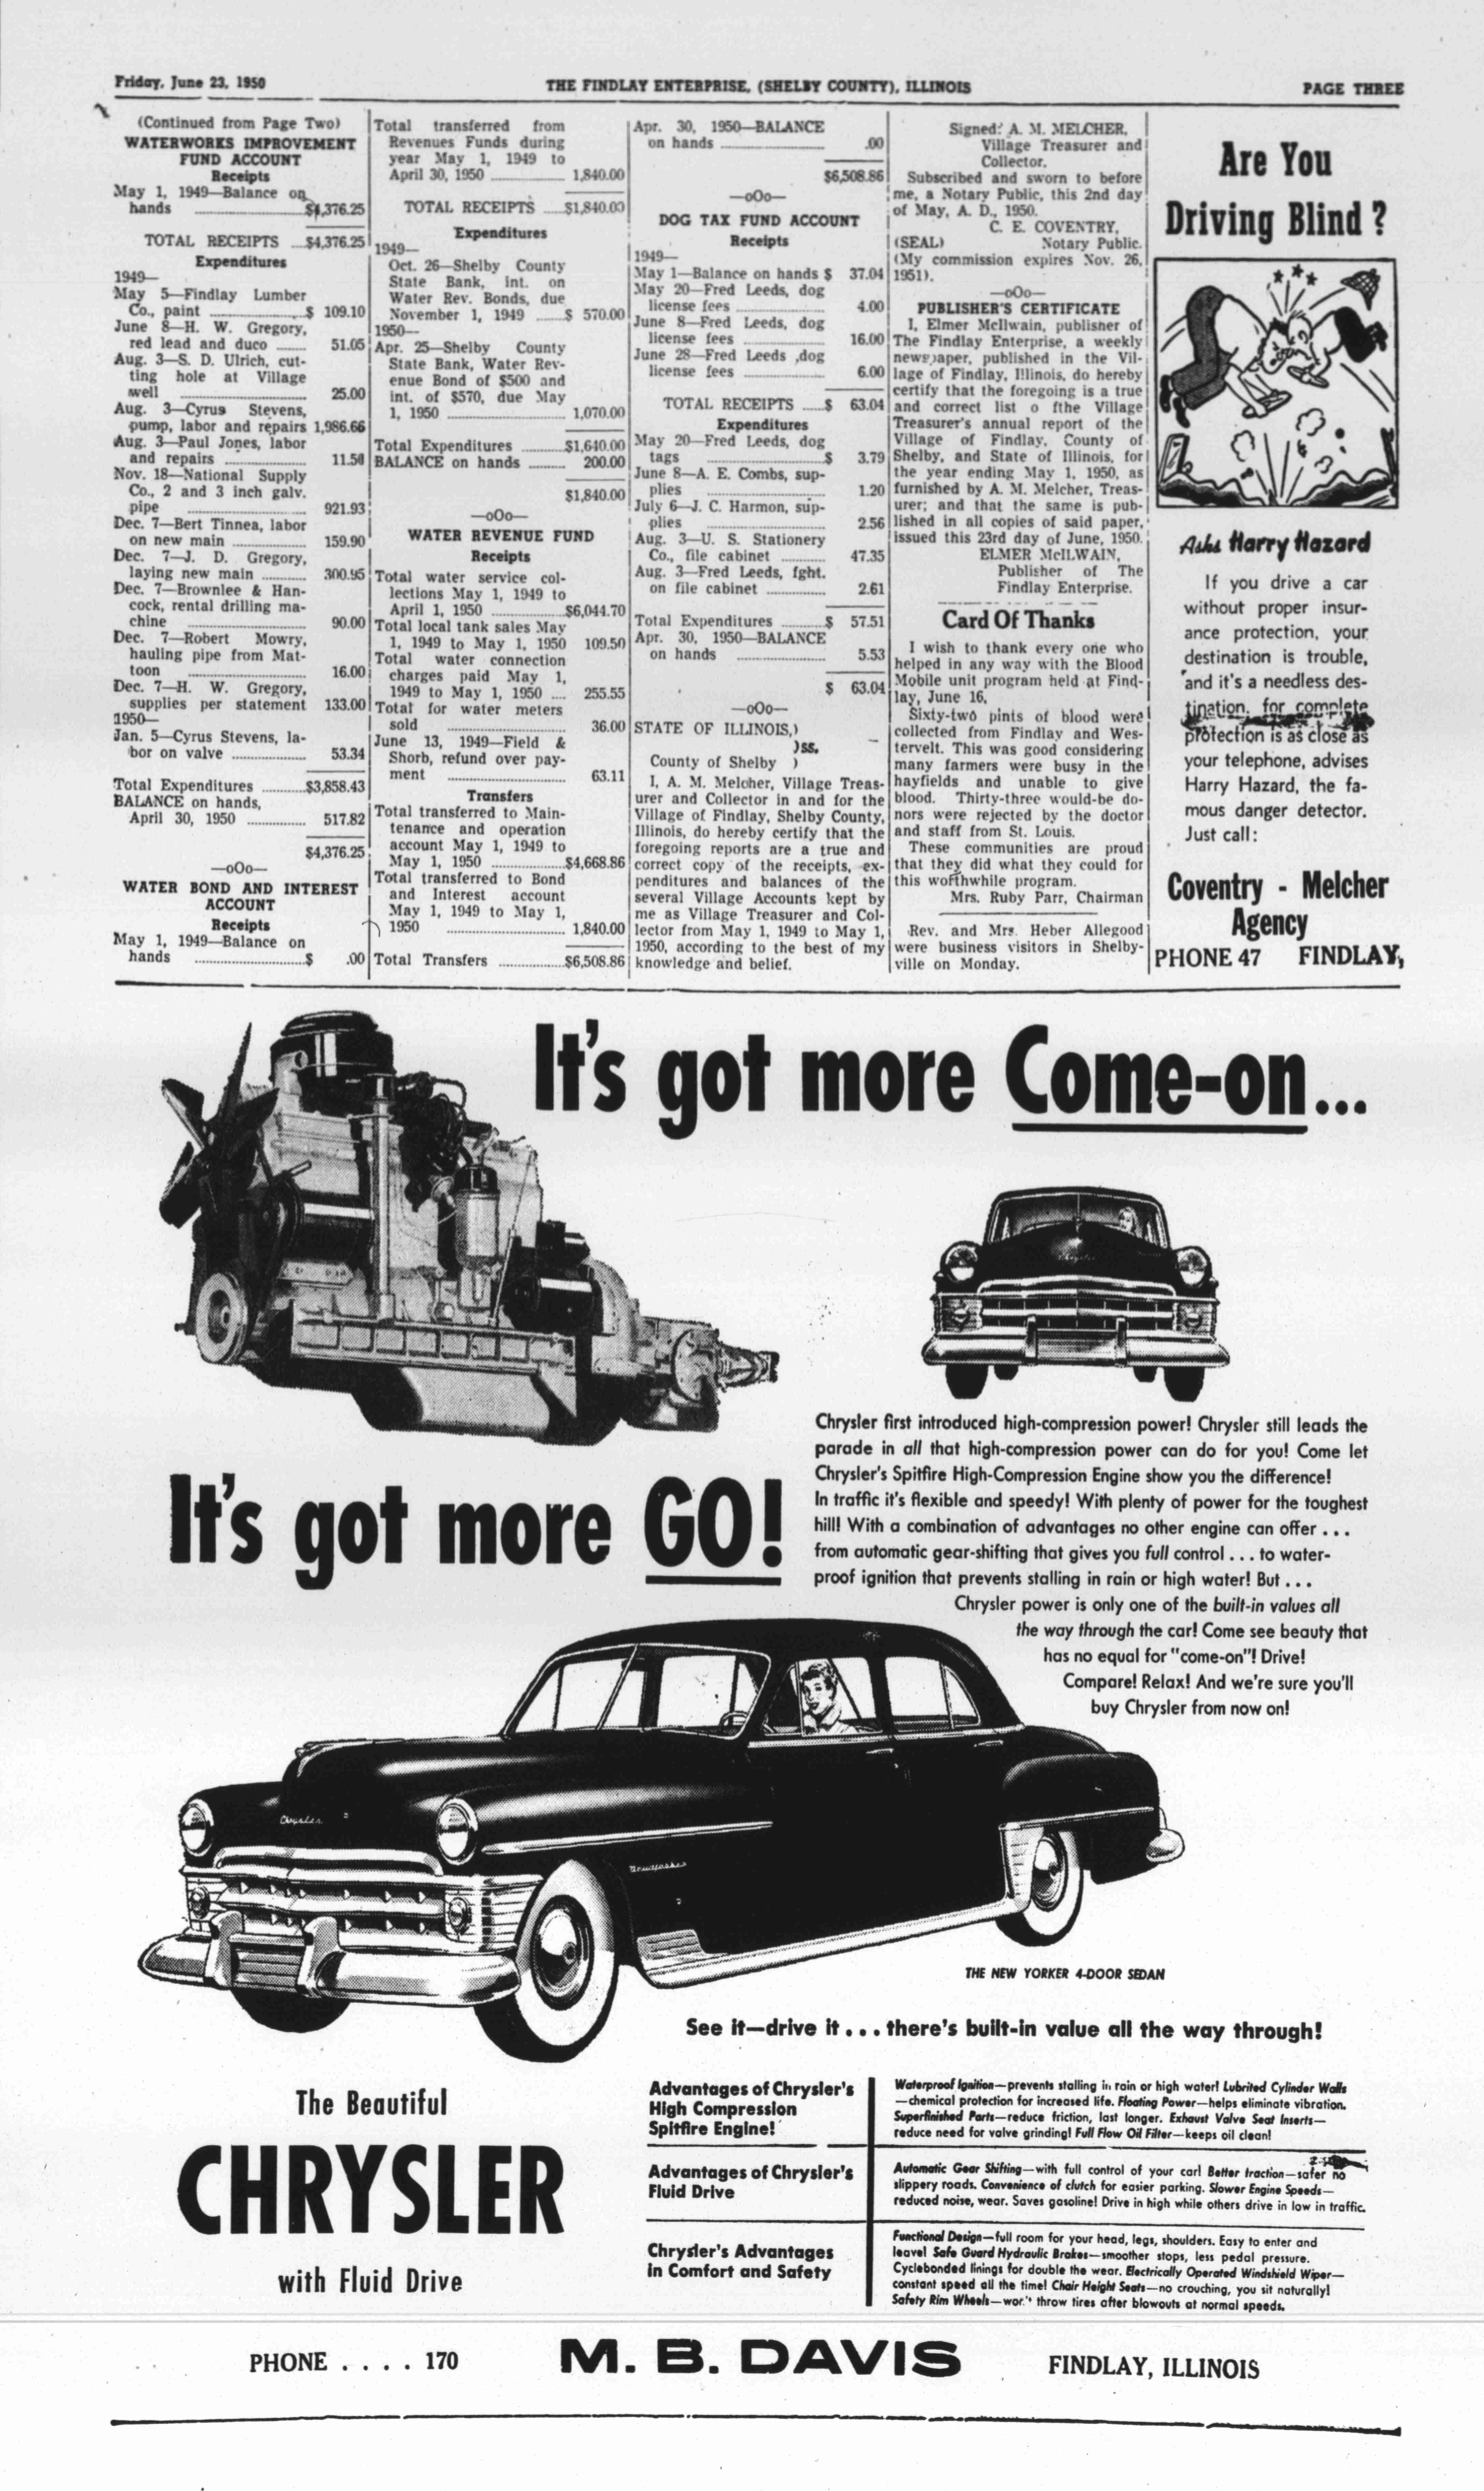 Friday, June 23, 1950
THE FINDLAY ENTERPRISE, (SHELBY COUNTY), ILLINOIS
PAGE THREE
(Continued from Page Two)
WATERWORKS IMPROVEMENT
FUND ACCOUNT
Receipts
May 1, 1949—Balance on
hands ........ $4,376.25
TOTAL RECEIPTS ....$4,376.25
Expenditures
1949—
May 5—Findlay Lumber
Co., paint ........$ 109.10
June 8—H. W. Gregory,
red lead and duco ...... 51.05
Aug. 3—S. D. Ulrich, cut-
ting hole at Village
well ........ 25.00
Aug. 3—Cyrus Stevens,
pump, labor and repairs 1,986.66
Aug. 3—Paul Jones, labor
and repairs ........ 11.50
Nov. 18—National Supply
Co., 2 and 3 inch galv.
pipe ........ 921.93
Dec. 7—Bert Tinnea, labor
on new main ........ 159.90
Dec. 7—J. D. Gregory,
laying new main ........ 300.95
Dec. 7—Brownlee & Han-
cock, rental drilling ma-
chine ........ 90.00
Dec. 7—Robert Mowry,
hauling pipe from Mat-
toon ........ 16.00
Dec. 7—H. W. Gregory,
supplies per statement 133.00
1950—
Jan. 5—Cyrus Stevens, la-
bor on valve ........ 53.34
Total Expenditures ........$3,858.43
BALANCE on hands,
April 30, 1950 ........ 517.82
$4,376.25
—oOo—
WATER BOND AND INTEREST
ACCOUNT
Receipts
May 1, 1949—Balance on
hands ........$ .00
Total transferred from
Revenues Funds during
year May 1, 1949 to
April 30, 1950 ........ 1,840.00
TOTAL RECEIPTS ....$1,840.00
Expenditures
1949—
Oct. 26—Shelby County
State Bank, int. on
Water Rev. Bonds, due
November 1, 1949 ......$ 570.00
1950—
Apr. 25—Shelby County
State Bank, Water Rev-
enue Bond of $500 and
int. of $570, due May
1, 1950 ........ 1,070.00
Total Expenditures ........$1,640.00
BALANCE on hands ........ 200.00
$1,840.00
—oOo—
WATER REVENUE FUND
Receipts
Total water service col-
lections May 1, 1949 to
April 1, 1950 ........$6,044.70
Total local tank sales May
1, 1949 to May 1, 1950 109.50
Total water connection
charges paid May 1,
1949 to May 1, 1950 .... 255.55
Total for water meters
sold ........ 36.00
June 13, 1949—Field &
Shorb, refund over pay-
ment ........ 63.11
Transfers
Total transferred to Main-
tenance and operation
account May 1, 1949 to
May 1, 1950 ........$4,668.86
Total transferred to Bond
and Interest account
May 1, 1949 to May 1,
1950 ........ 1,840.00
Total Transfers ........$6,508.86
Apr. 30, 1950—BALANCE
on hands ........ .00
$6,508.86
—oOo—
DOG TAX FUND ACCOUNT
Receipts
1949—
May 1—Balance on hands $ 37.04
May 20—Fred Leeds, dog
license fees ........ 4.00
June 8—Fred Leeds, dog
license fees ........ 16.00
June 28—Fred Leeds ,dog
license fees ........ 6.00
TOTAL RECEIPTS ......$ 63.04
Expenditures
May 20—Fred Leeds, dog
tags ........$ 3.79
June 8—A. E. Combs, sup-
plies ........ 1.20
July 6—J. C. Harmon, sup-
plies ........ 2.56
Aug. 3—U. S. Stationery
Co., file cabinet ........ 47.35
Aug. 3—Fred Leeds, fght.
on file cabinet ........ 2.61
Total Expenditures ........$ 57.51
Apr. 30, 1950—BALANCE
on hands ........ 5.53
$ 63.04
—oOo—
STATE OF ILLINOIS,)
)ss.
County of Shelby )
I, A. M. Melcher, Village Treas-
urer and Collector in and for the
Village of Findlay, Shelby County,
Illinois, do hereby certify that the
foregoing reports are a true and
correct copy of the receipts, ex-
penditures and balances of the
several Village Accounts kept by
me as Village Treasurer and Col-
lector from May 1, 1949 to May 1,
1950, according to the best of my
knowledge and belief.
Signed: A. M. MELCHER,
Village Treasurer and
Collector.
Subscribed and sworn to before
me, a Notary Public, this 2nd day
of May, A. D., 1950.
C. E. COVENTRY,
(SEAL) Notary Public.
(My commission expires Nov. 26,
1951).
—oOo—
PUBLISHER'S CERTIFICATE
I, Elmer McIlwain, publisher of
The Findlay Enterprise, a weekly
newspaper, published in the Vil-
lage of Findlay, Illinois, do hereby
certify that the foregoing is a true
and correct list o fthe Village
Treasurer's annual report of the
Village of Findlay, County of
Shelby, and State of Illinois, for
the year ending May 1, 1950, as
furnished by A. M. Melcher, Treas-
urer; and that the same is pub-
lished in all copies of said paper,
issued this 23rd day of June, 1950.
ELMER McILWAIN,
Publisher of The
Findlay Enterprise.
Card Of Thanks
I wish to thank every one who
helped in any way with the Blood
Mobile unit program held at Find-
lay, June 16.
Sixty-two pints of blood were
collected from Findlay and Wes-
tervelt. This was good considering
many farmers were busy in the
hayfields and unable to give
blood. Thirty-three would-be do-
nors were rejected by the doctor
and staff from St. Louis.
These communities are proud
that they did what they could for
this worthwhile program.
Mrs. Ruby Parr, Chairman
Rev. and Mrs. Heber Allegood
were business visitors in Shelby-
ville on Monday.
Are You
Driving Blind ?
Asks Harry Hazard
If you drive a car
without proper insur-
ance protection, your
destination is trouble,
and it's a needless des-
tination, for complete
protection is as close as
your telephone, advises
Harry Hazard, the fa-
mous danger detector.
Just call:
Coventry - Melcher
Agency
PHONE 47 FINDLAY,
It's got more Come-on...
Chrysler first introduced high-compression power! Chrysler still leads the
parade in all that high-compression power can do for you! Come let
Chrysler's Spitfire High-Compression Engine show you the difference!
In traffic it's flexible and speedy! With plenty of power for the toughest
hill! With a combination of advantages no other engine can offer . . .
from automatic gear-shifting that gives you full control . . . to water-
proof ignition that prevents stalling in rain or high water! But . . .
Chrysler power is only one of the built-in values all
the way through the car! Come see beauty that
has no equal for "come-on"! Drive!
Compare! Relax! And we're sure you'll
buy Chrysler from now on!
It's got more GO!
Chrysler
THE NEW YORKER 4-DOOR SEDAN
See it—drive it . . . there's built-in value all the way through!
The Beautiful
CHRYSLER
with Fluid Drive
Advantages of Chrysler's
High Compression
Spitfire Engine!
Waterproof Ignition—prevents stalling in rain or high water! Lubrited Cylinder Walls
—chemical protection for increased life. Floating Power—helps eliminate vibration.
Superfinished Parts—reduce friction, last longer. Exhaust Valve Seat Inserts—
reduce need for valve grinding! Full Flow Oil Filter—keeps oil clean!
Advantages of Chrysler's
Fluid Drive
Automatic Gear Shifting—with full control of your car! Better traction—safer no
slippery roads. Convenience of clutch for easier parking. Slower Engine Speeds—
reduced noise, wear. Saves gasoline! Drive in high while others drive in low in traffic.
Chrysler's Advantages
in Comfort and Safety
Functional Design—full room for your head, legs, shoulders. Easy to enter and
leave! Safe Guard Hydraulic Brakes—smoother stops, less pedal pressure.
Cyclebonded linings for double the wear. Electrically Operated Windshield Wiper—
constant speed all the time! Chair Height Seats—no crouching, you sit naturally!
Safety Rim Wheels—won't throw tires after blowouts at normal speeds.
PHONE . . . . 170
M. B. DAVIS
FINDLAY, ILLINOIS